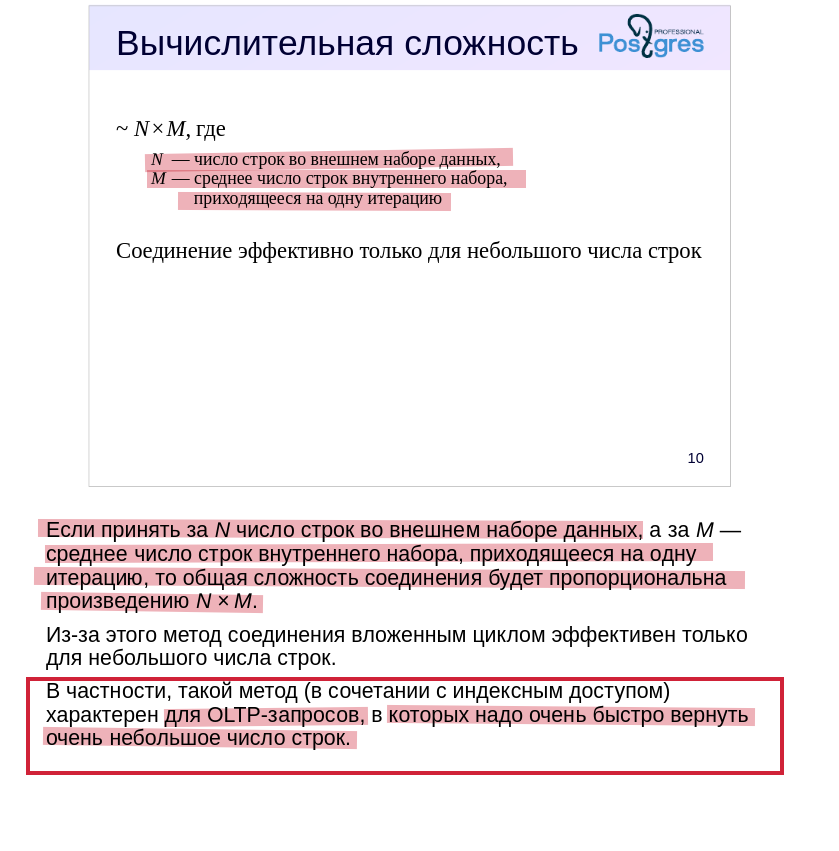 Вычислительная сложность
PROFESSIONAL
Postgres
~ N×M, где
N — число строк во внешнем наборе данных,
M — среднее число строк внутреннего набора,
приходящееся на одну итерацию
Соединение эффективно только для небольшого числа строк
10
Если принять за N число строк во внешнем наборе данных, а за M —
среднее число строк внутреннего набора, приходящееся на одну
итерацию, то общая сложность соединения будет пропорциональна
произведению N × M.
Из-за этого метод соединения вложенным циклом эффективен только
для небольшого числа строк.
В частности, такой метод (в сочетании с индексным доступом)
характерен для OLTP-запросов, в которых надо очень быстро вернуть
очень небольшое число строк.